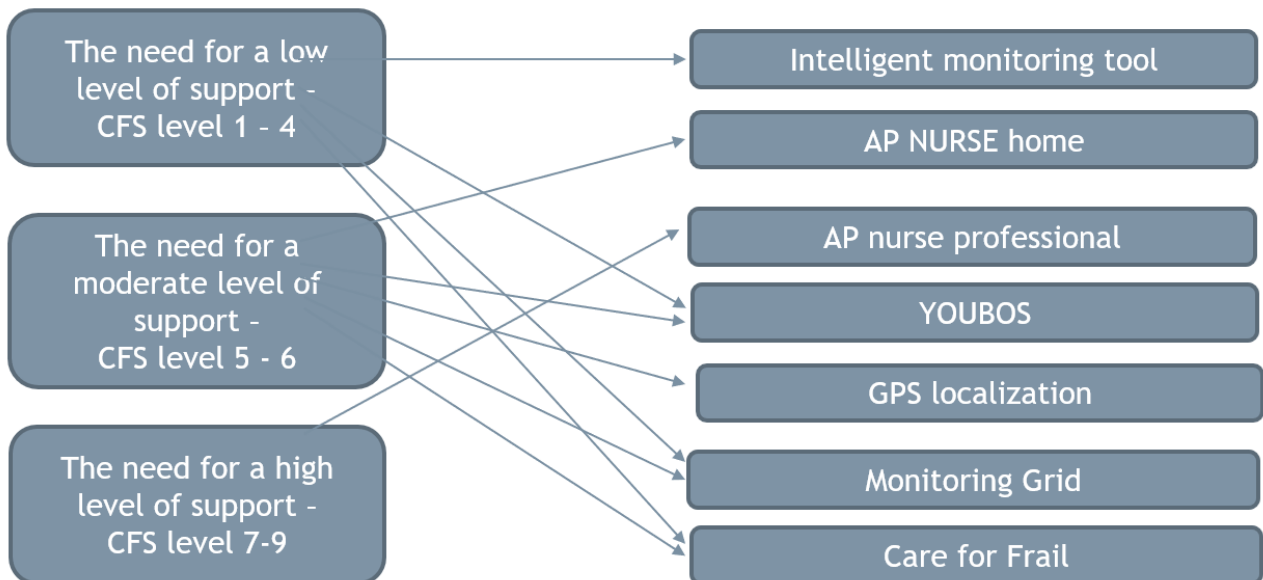 The need for a low
level of support -
CFS level 1 - 4
The need for a
moderate level of
support -
CFS level 5 - 6
The need for a high
level of support -
CFS level 7-9
Intelligent monitoring tool
AP NURSE home
AP nurse professional
YOUBOS
GPS localization
Monitoring Grid
Care for Frail